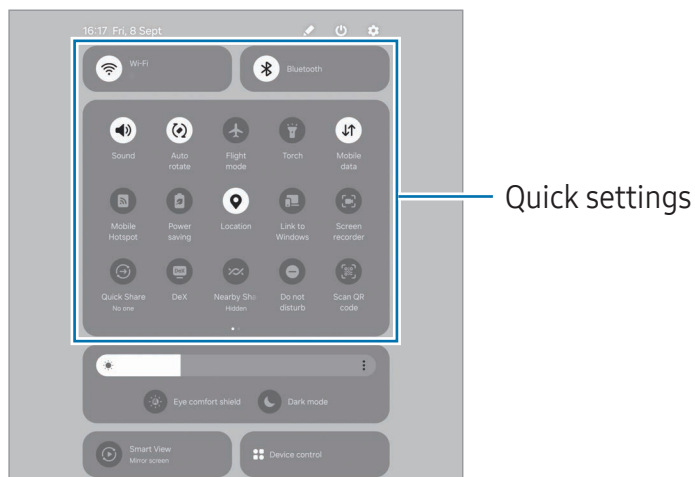 16:17 Fri, 8 Sept
Wi-Fi
Bluetooth
Sound
Auto
rotate
Flight
mode
Torch
Mobile
data
Quick settings
Mobile
Hotspot
Power
saving
Location
Link to
Windows
Screen
recorder
Quick Share
No one
DeX
DeX
Nearby Sha
Hidden
Do not
disturb
Scan QR
code
Eye comfort shield
Dark mode
Smart View
Mirror screen
Device control